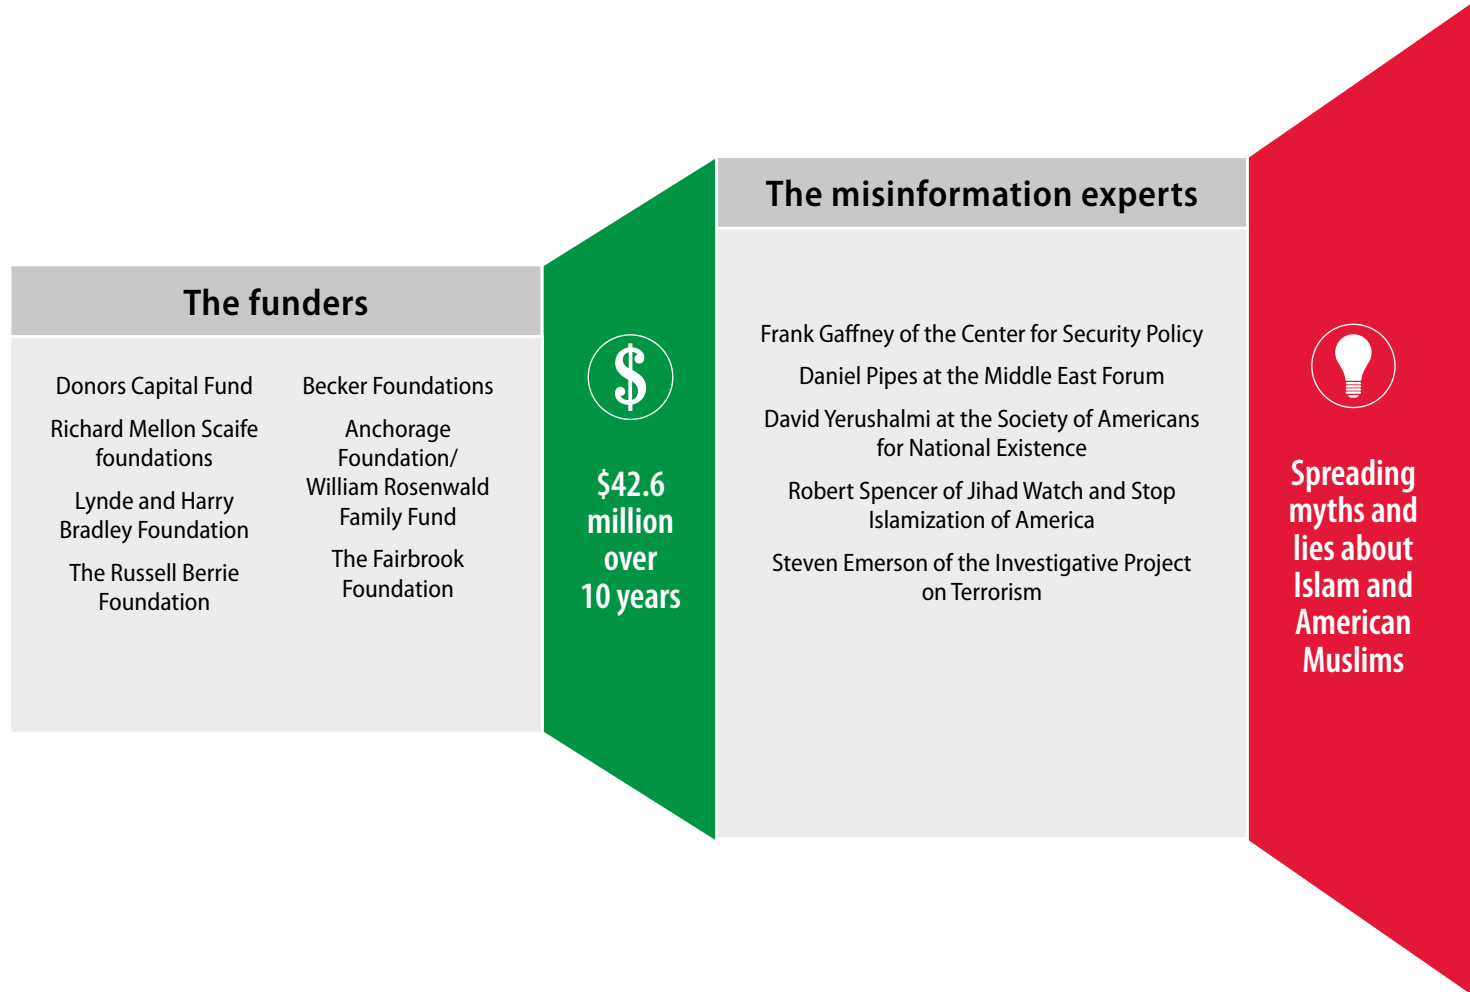 The funders
Donors Capital Fund
Richard Mellon Scaife
foundations
Lynde and Harry
Bradley Foundation
The Russell Berrie
Foundation
Becker Foundations
Anchorage
Foundation/
William Rosenwald
Family Fund
The Fairbrook
Foundation
$
$42.6
million
over
10 years
The misinformation experts
Frank Gaffney of the Center for Security Policy
Daniel Pipes at the Middle East Forum
David Yerushalmi at the Society of Americans
for National Existence
Robert Spencer of Jihad Watch and Stop
Islamization of America
Steven Emerson of the Investigative Project
on Terrorism
Spreading
myths and
lies about
Islam and
American
Muslims